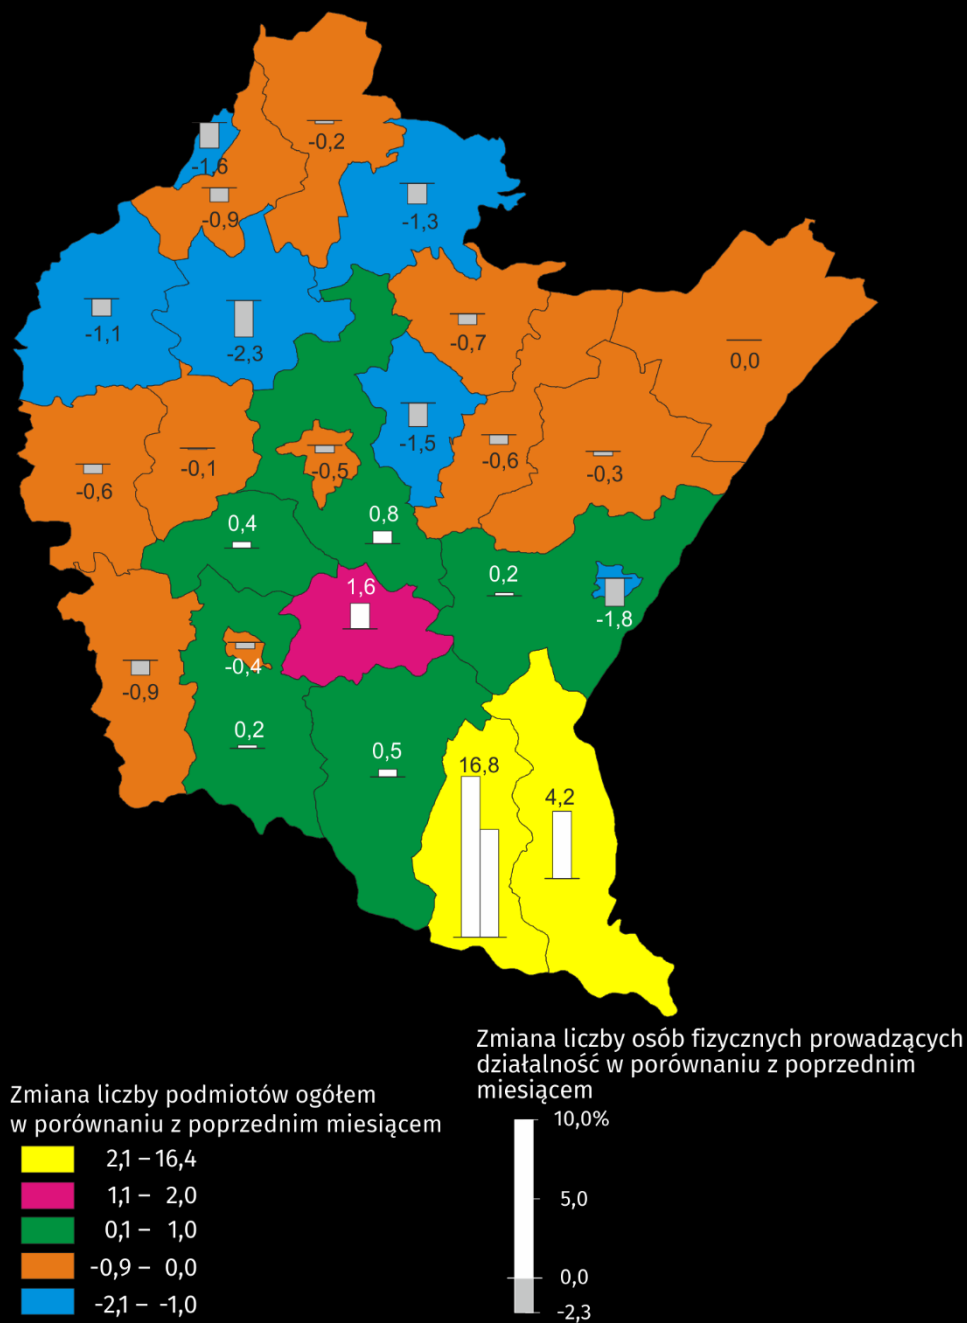 -0,2
-1,6
-0,9
-1,3
-1,1
-2,3
-0,7
0,0
-0,6
-0,1
-0,5
-1,5
-0,6
-0,3
0,4
0,8
0,2
-1,8
1,6
-0,4
-0,9
0,2
0,5
16,8
4,2
Zmiana liczby podmiotów ogółem
w porównaniu z poprzednim miesiącem
2,1 – 16,4
1,1 – 2,0
0,1 – 1,0
-0,9 – 0,0
-2,1 – -1,0
Zmiana liczby osób fizycznych prowadzących
działalność w porównaniu z poprzednim
miesiącem
10,0%
5,0
0,0
-2,3